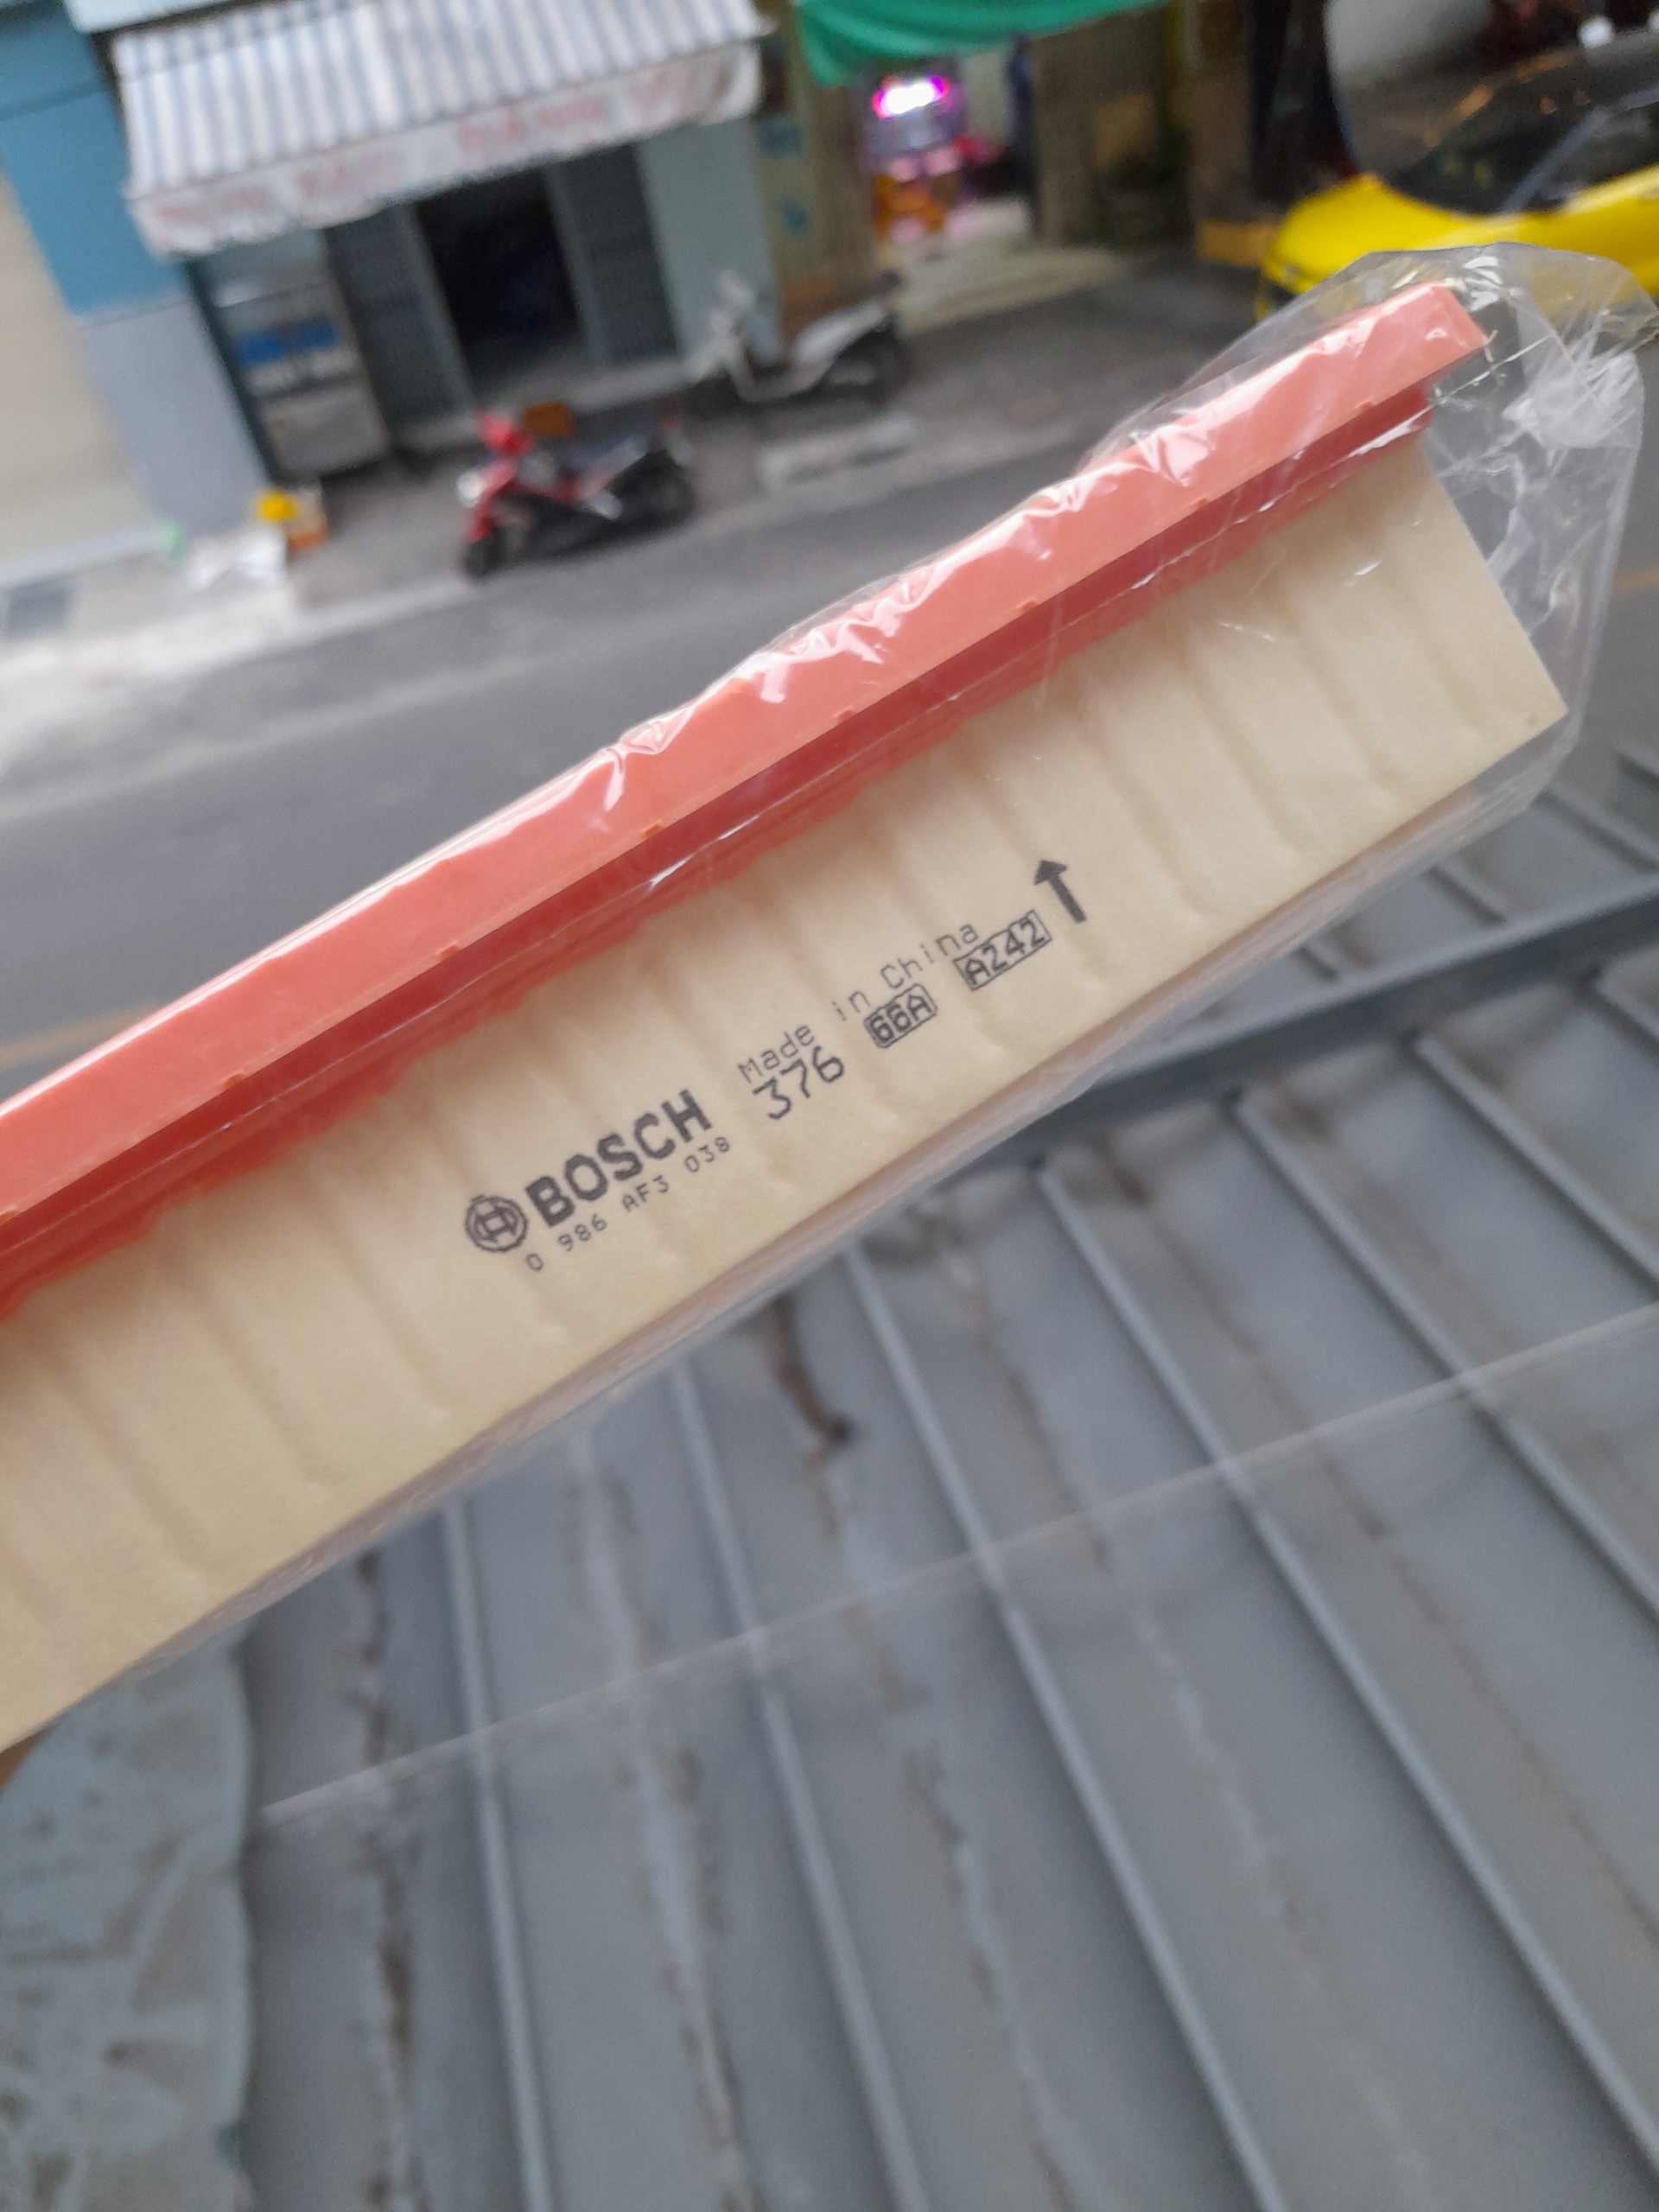 BOSCH
0 986 AF3 038
Made in China
376 66A A242